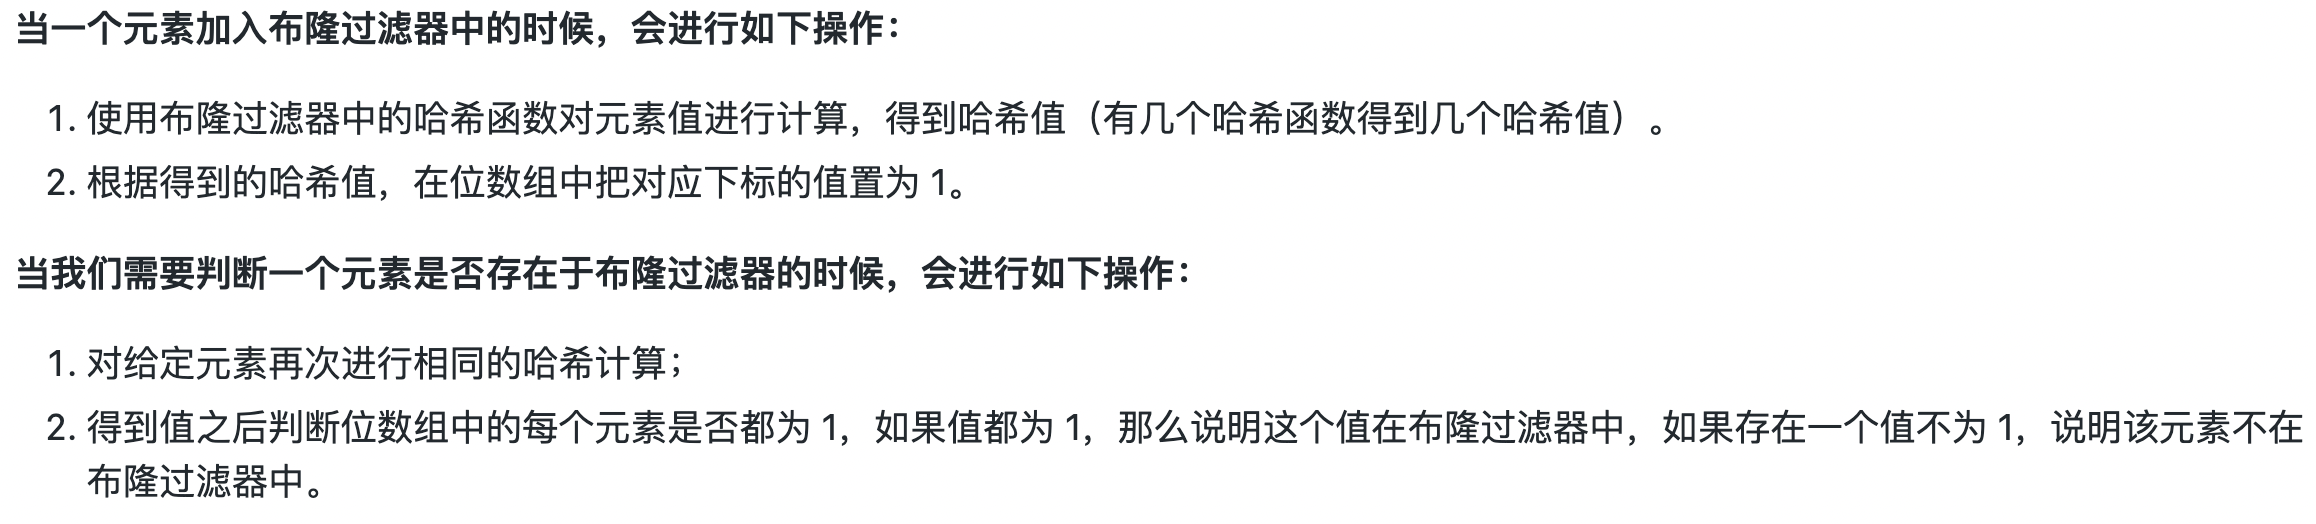 当一个元素加入布隆过滤器中的时候，会进行如下操作：
1. 使用布隆过滤器中的哈希函数对元素值进行计算，得到哈希值（有几个哈希函数得到几个哈希值）。
2. 根据得到的哈希值，在位数组中把对应下标的值置为 1。
当我们需要判断一个元素是否存在于布隆过滤器的时候，会进行如下操作：
1. 对给定元素再次进行相同的哈希计算；
2. 得到值之后判断位数组中的每个元素是否都为 1，如果值都为 1，那么说明这个值在布隆过滤器中，如果存在一个值不为 1，说明该元素不在
布隆过滤器中。